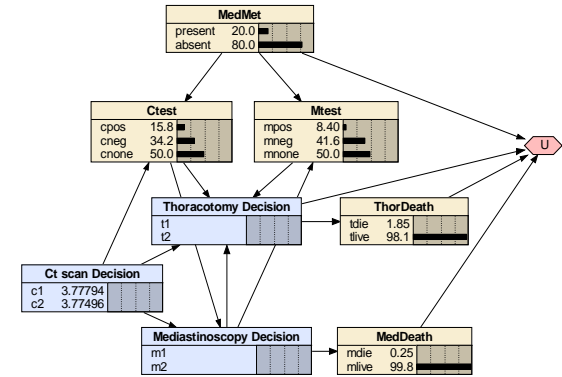 MedMet
present 20.0
absent 80.0
Ctest
cpos 15.8
cneg 34.2
cnone 50.0
Mtest
mpos 8.40
mneg 41.6
mnone 50.0
U
Thoracotomy Decision
t1
t2
ThorDeath
tdie 1.85
tlive 98.1
Ct scan Decision
c1 3.77794
c2 3.77496
Mediastinoscopy Decision
m1
m2
MedDeath
mdie 0.25
mlive 99.8